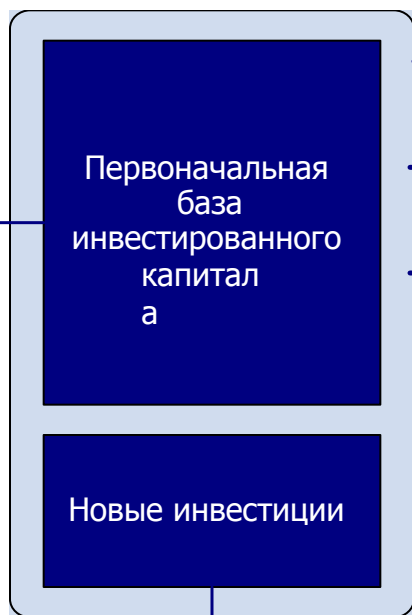 Первоначальная
база
инвестированного
капитал
а
Новые инвестиции